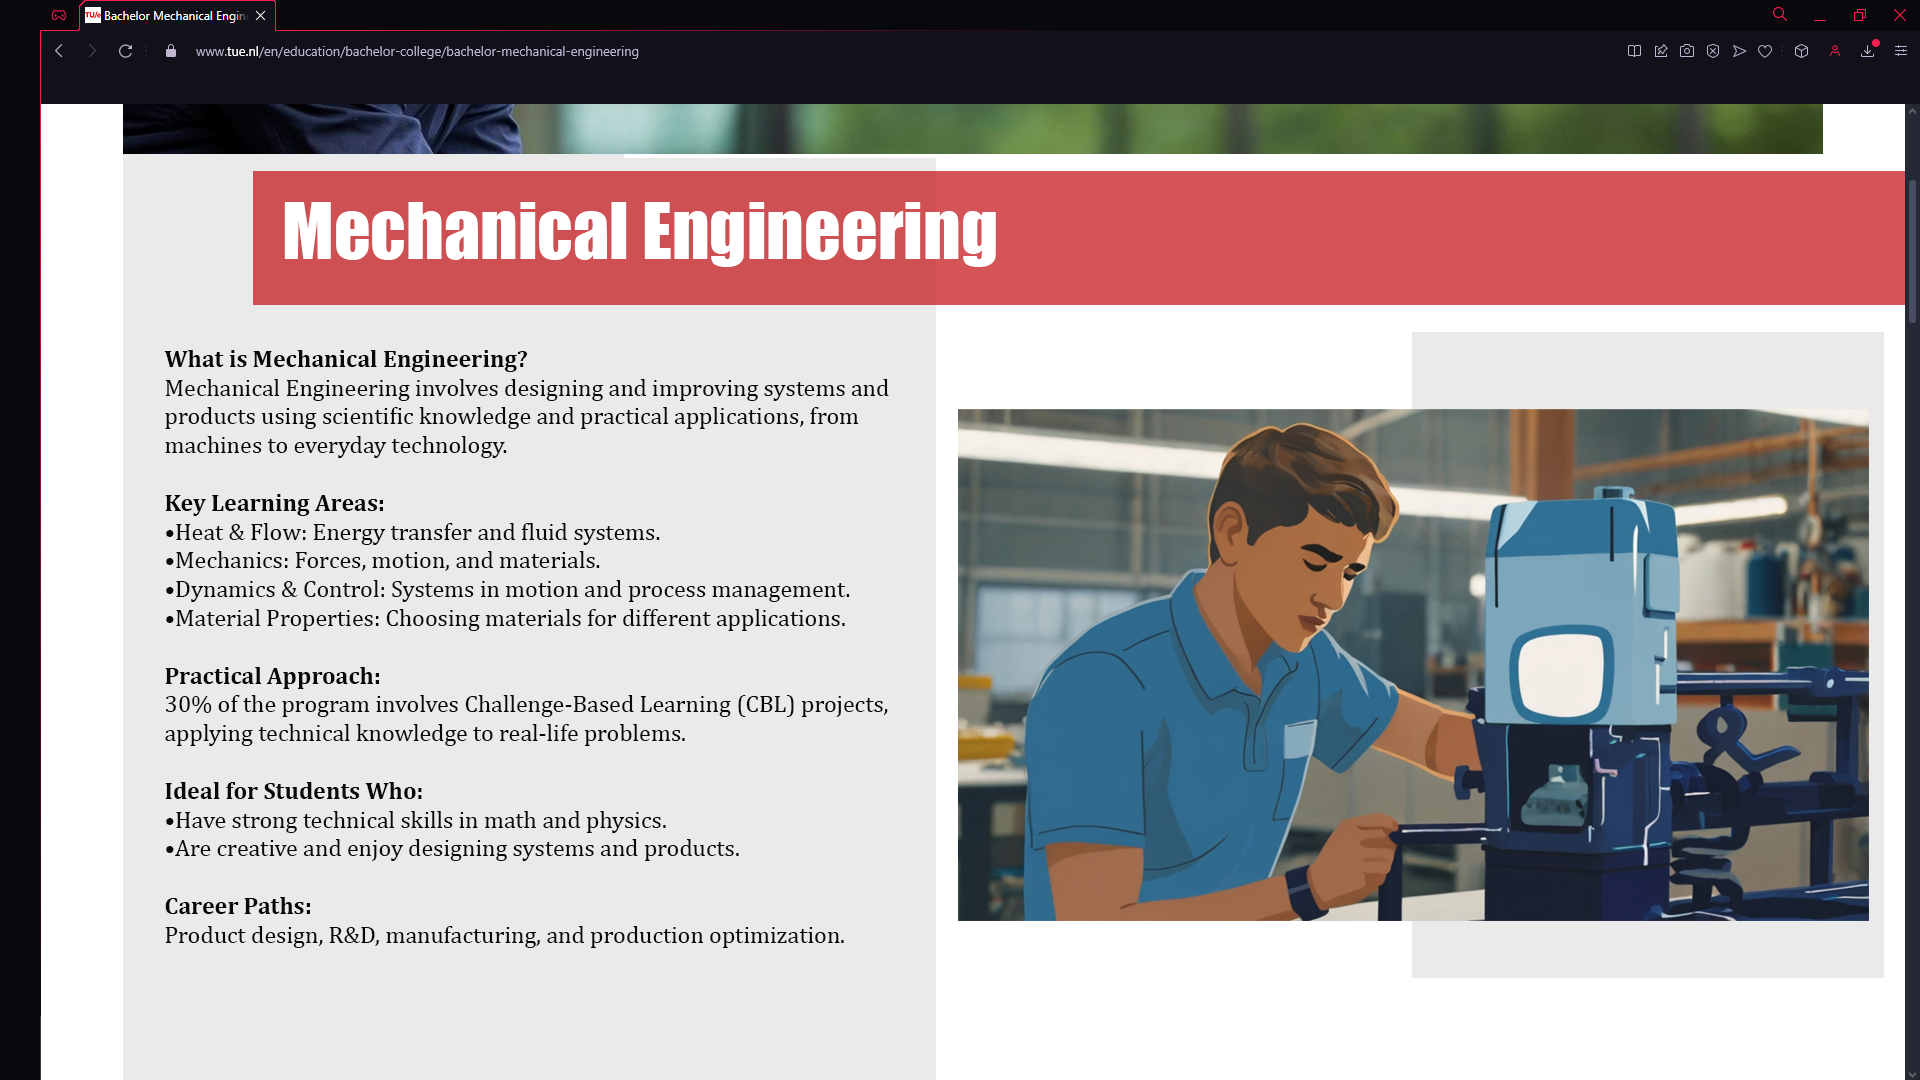 TU/e Bachelor Mechanical Engin
www.tue.nl/en/education/bachelor-college/bachelor-mechanical-engineering
Mechanical Engineering
What is Mechanical Engineering?
Mechanical Engineering involves designing and improving systems and
products using scientific knowledge and practical applications, from
machines to everyday technology.
Key Learning Areas:
•Heat & Flow: Energy transfer and fluid systems.
•Mechanics: Forces, motion, and materials.
•Dynamics & Control: Systems in motion and process management.
•Material Properties: Choosing materials for different applications.
Practical Approach:
30% of the program involves Challenge-Based Learning (CBL) projects,
applying technical knowledge to real-life problems.
Ideal for Students Who:
•Have strong technical skills in math and physics.
•Are creative and enjoy designing systems and products.
Career Paths:
Product design, R&D, manufacturing, and production optimization.